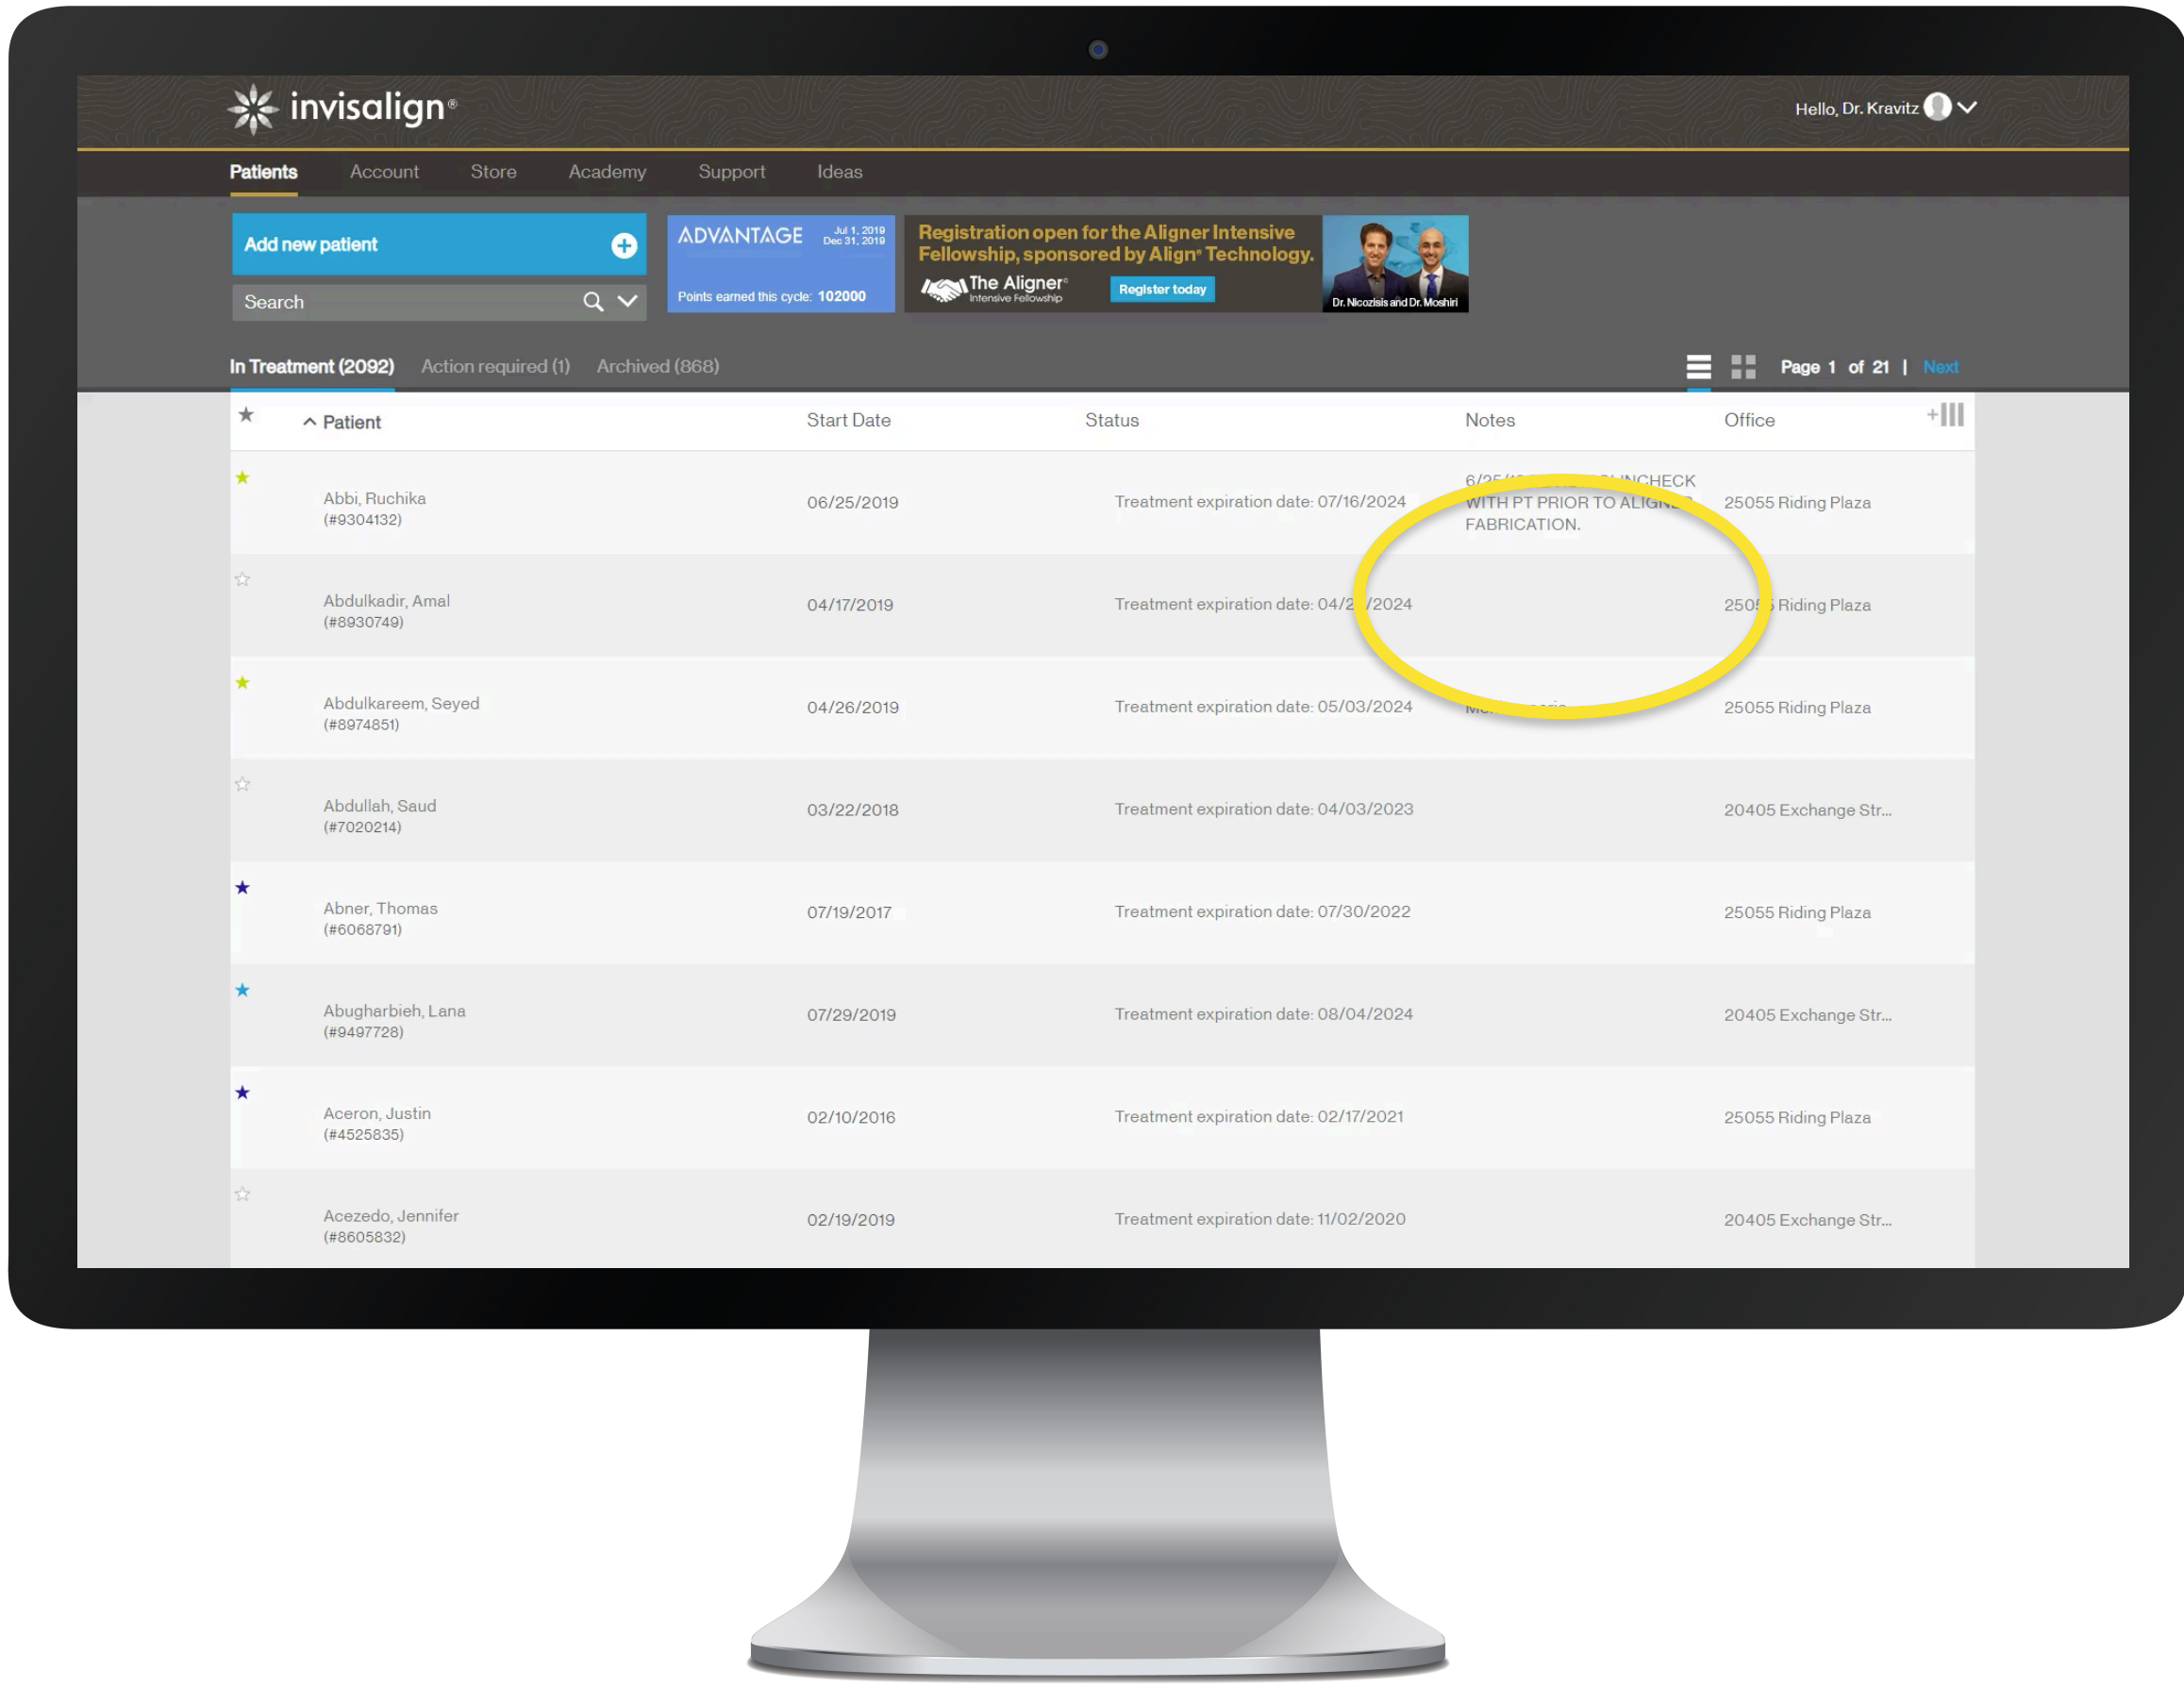 invisalign®
Hello, Dr. Kravitz
Patients Account Store Academy Support Ideas
Add new patient
Search
ADVANTAGE
Jul 1, 2019
Dec 31, 2019
Points earned this cycle: 102000
Registration open for the Aligner Intensive
Fellowship, sponsored by Align® Technology.
The Aligner®
Intensive Fellowship
Register today
Dr. Nicozisis and Dr. Moshiri
In Treatment (2092) Action required (1) Archived (868)
Page 1 of 21 | Next
Patient Start Date Status Notes Office
Abbi, Ruchika
(#9304132)
06/25/2019
Treatment expiration date: 07/16/2024
WITH PT PRIOR TO ALIGNER
FABRICATION.
25055 Riding Plaza
Abdulkadir, Amal
(#8930749)
04/17/2019
Treatment expiration date:
25055 Riding Plaza
Abdulkareem, Seyed
(#8974851)
04/26/2019
Treatment expiration date: 05/03/2024
25055 Riding Plaza
Abdullah, Saud
(#7020214)
03/22/2018
Treatment expiration date: 04/03/2023
20405 Exchange Str...
Abner, Thomas
(#6068791)
07/19/2017
Treatment expiration date: 07/30/2022
25055 Riding Plaza
Abugharbieh, Lana
(#9497728)
07/29/2019
Treatment expiration date: 08/04/2024
20405 Exchange Str...
Aceron, Justin
(#4525835)
02/10/2016
Treatment expiration date: 02/17/2021
25055 Riding Plaza
Acezedo, Jennifer
(#8605832)
02/19/2019
Treatment expiration date: 11/02/2020
20405 Exchange Str...